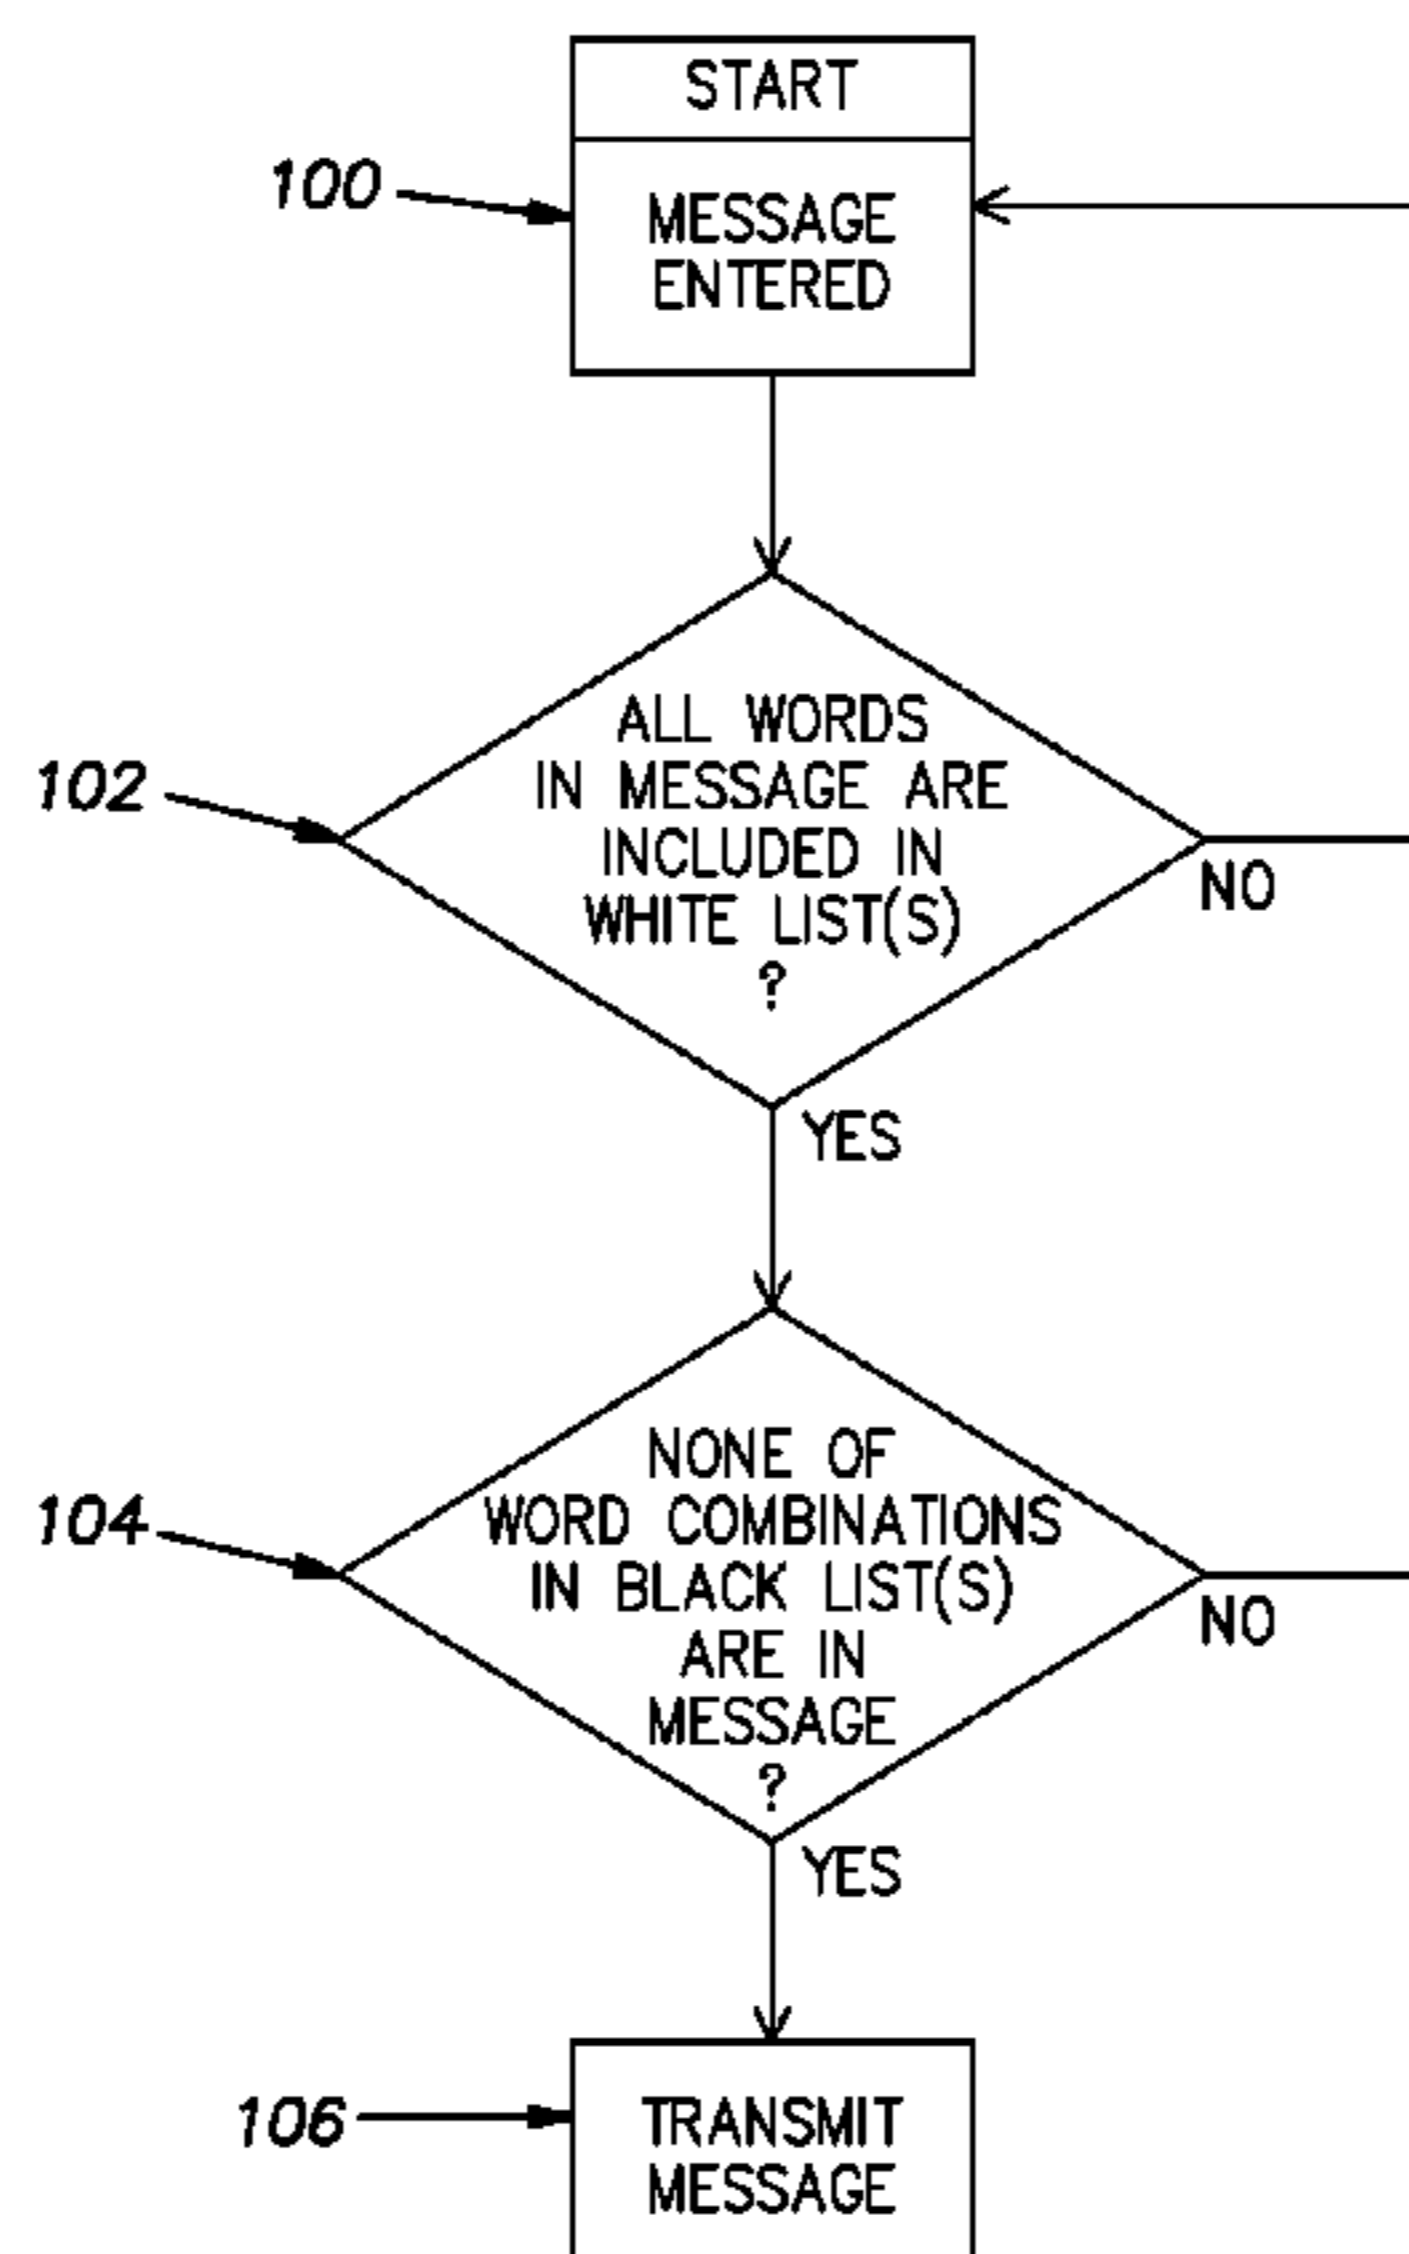 START
100
MESSAGE
ENTERED
ALL WORDS
102
IN MESSAGE ARE
INCLUDED IN
WHITE LIST(S)
?
NO
YES
NONE OF
104
WORD COMBINATIONS
IN BLACK LIST(S)
ARE IN
MESSAGE
?
NO
YES
106
TRANSMIT
MESSAGE